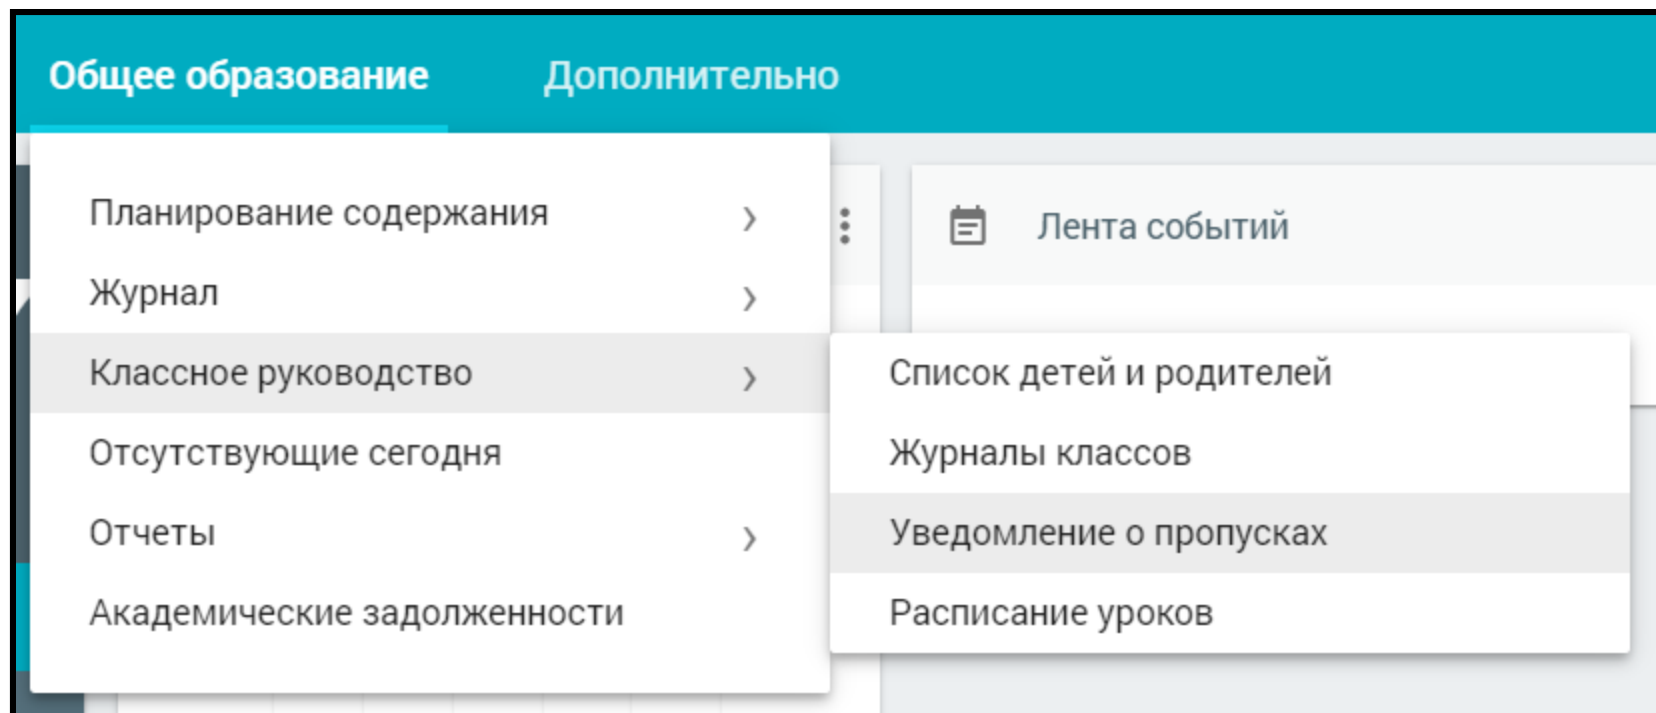 Общее образование
Дополнительно
Планирование содержания
Журнал
Классное руководство
Отсутствующие сегодня
Отчеты
Академические задолженности
Лента событий
Список детей и родителей
Журналы классов
Уведомление о пропусках
Расписание уроков